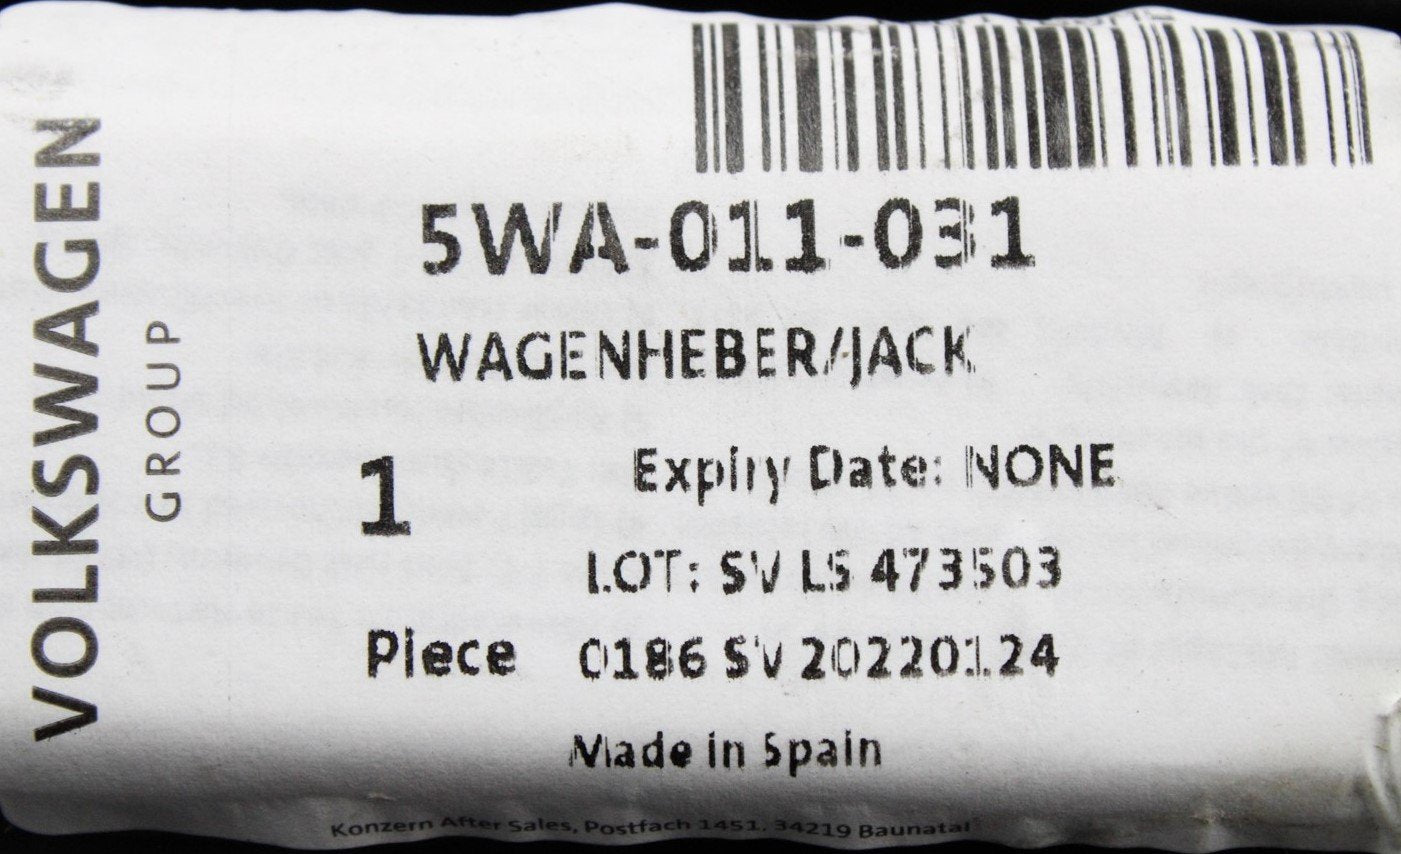 VOLKSWAGEN
GROUP
5WA-011-031
WAGENHEBER/JACK
1
Expiry Date: NONE
LOT: SV LS 473503
Piece 0186 SV 20220124
Made in Spain
Konzern After Sales, Postfach 1451, 34219 Baunatal